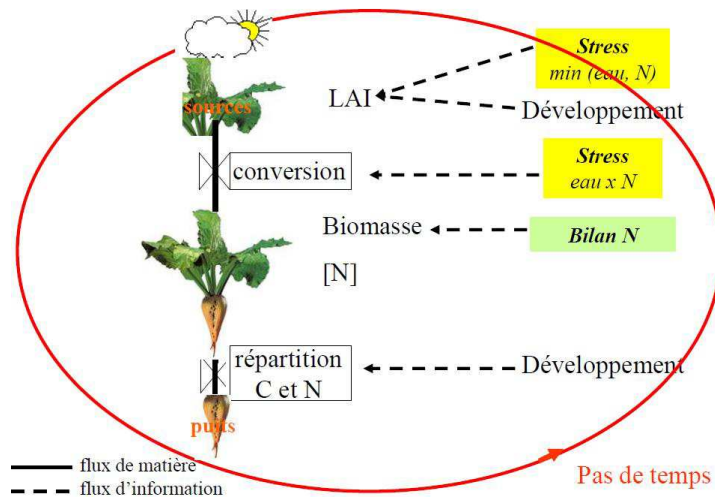 Stress
min (eau, N)
sources
LAI
Développement
conversion
Stress
eau x N
Biomasse
Bilan N
[N]
répartition
C et N
Développement
puits
flux de matière
flux d'information
Pas de temps